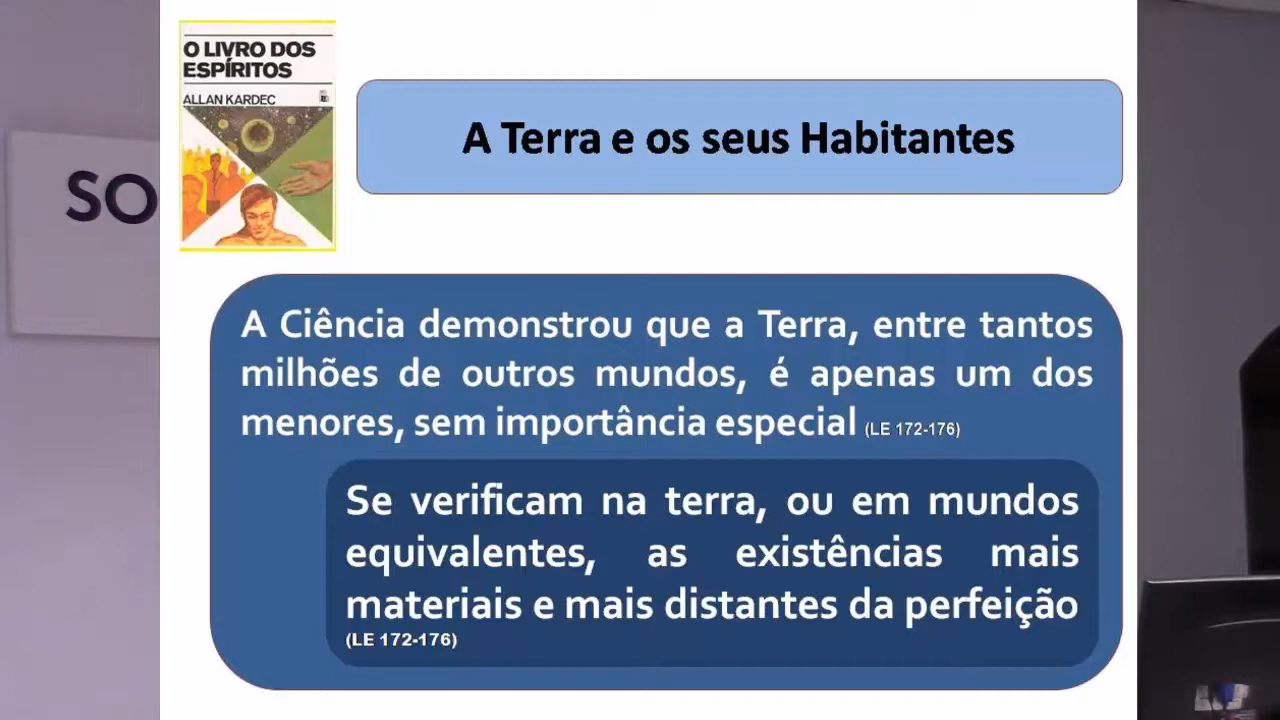 SO
O LIVRO DOS
ESPÍRITOS
ALLAN KARDEC
A Terra e os seus Habitantes
A Ciência demonstrou que a Terra, entre tantos
milhões de outros mundos, é apenas um dos
menores, sem importância especial (LE 172-176)
Se verificam na terra, ou em mundos
equivalentes, as existências mais
materiais e mais distantes da perfeição
(LE 172-176)